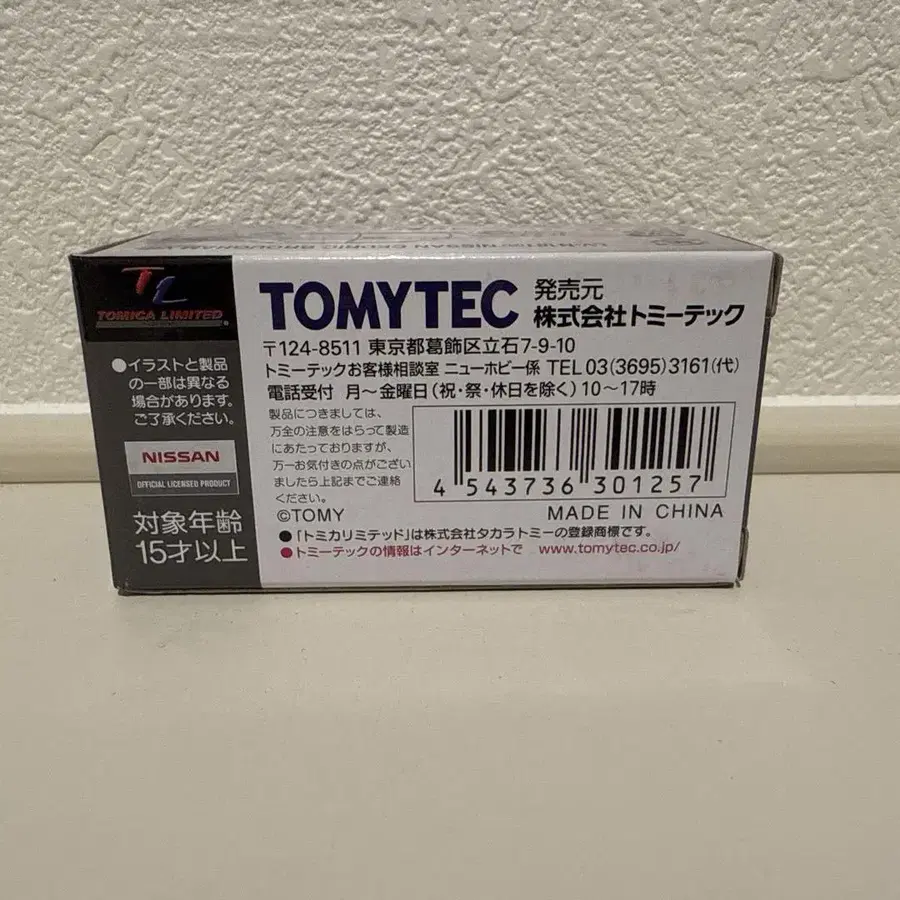 TL
TOMICA LIMITED
●イラストと製品
の一部は異なる
場合があります。
ご了承ください。
NISSAN
OFFICIAL LICENSED PRODUCT
対象年齢
15才以上
TOMYTEC 発売元
株式会社トミーテック
〒124-8511 東京都葛飾区立石7-9-10
トミーテックお客様相談室 ニューホビー係 TEL 03(3695)3161(代)
電話受付 月～金曜日(祝・祭・休日を除く)10～17時
製品につきましては、
万全の注意をはらって製造
にあたっておりますが、
万一お気付きの点がござい
ましたら上記までご連絡
ください。
4 543736 301257
©TOMY MADE IN CHINA
●「トミカリミテッド」は株式会社タカラトミーの登録商標です。
●トミーテックの情報はインターネットで www.tomytec.co.jp/